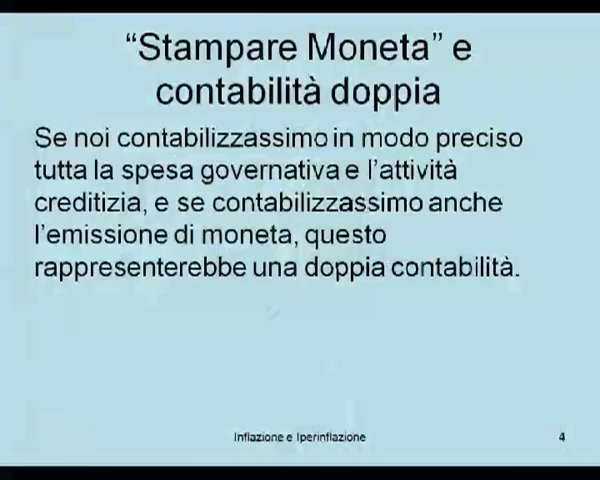 “Stampare Moneta” e
contabilità doppia
Se noi contabilizzassimo in modo preciso
tutta la spesa governativa e l’attività
creditizia, e se contabilizzassimo anche
l’emissione di moneta, questo
rappresenterebbe una doppia contabilità.
Inflazione e Iperinflazione
4